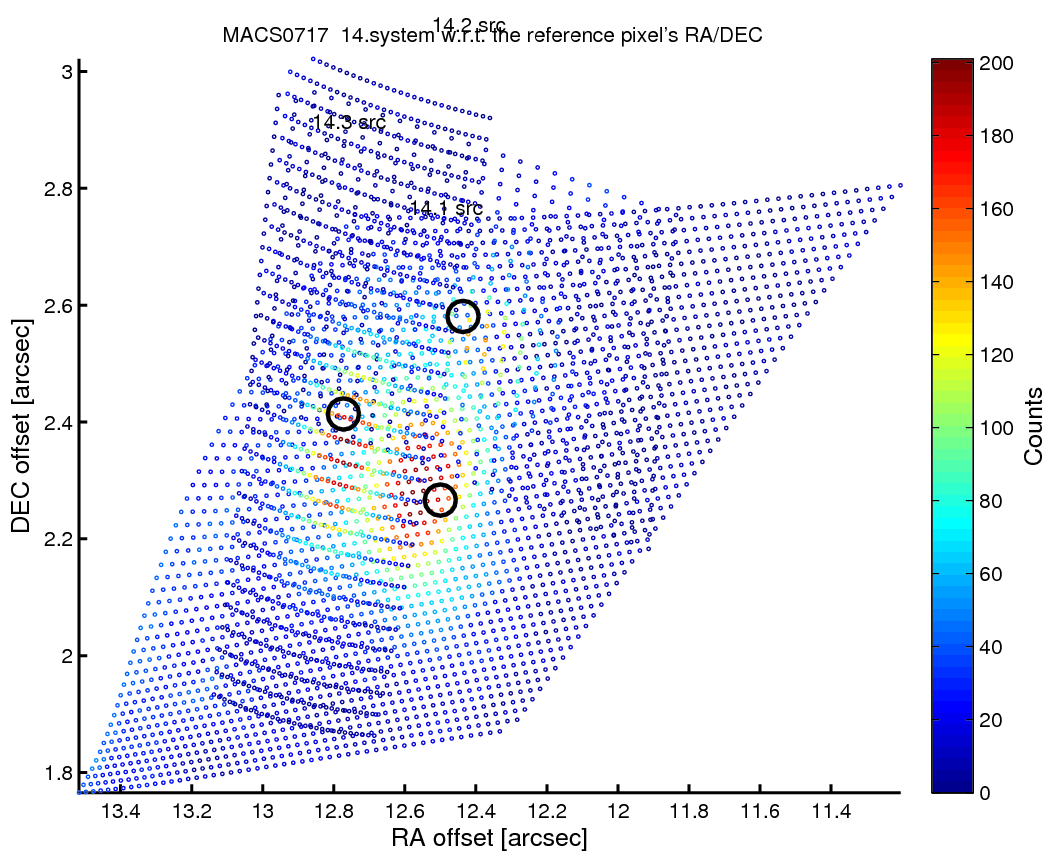 14.2 src
MACS0717  14.system w.r.t. the reference pixel's RA/DEC
14.3 src
14.1 src
3
2.8
2.6
2.4
2.2
2
1.8
DEC offset [arcsec]
13.4 13.2 13 12.8 12.6 12.4 12.2 12 11.8 11.6 11.4
RA offset [arcsec]
200
180
160
140
120
100
80
60
40
20
0
Counts